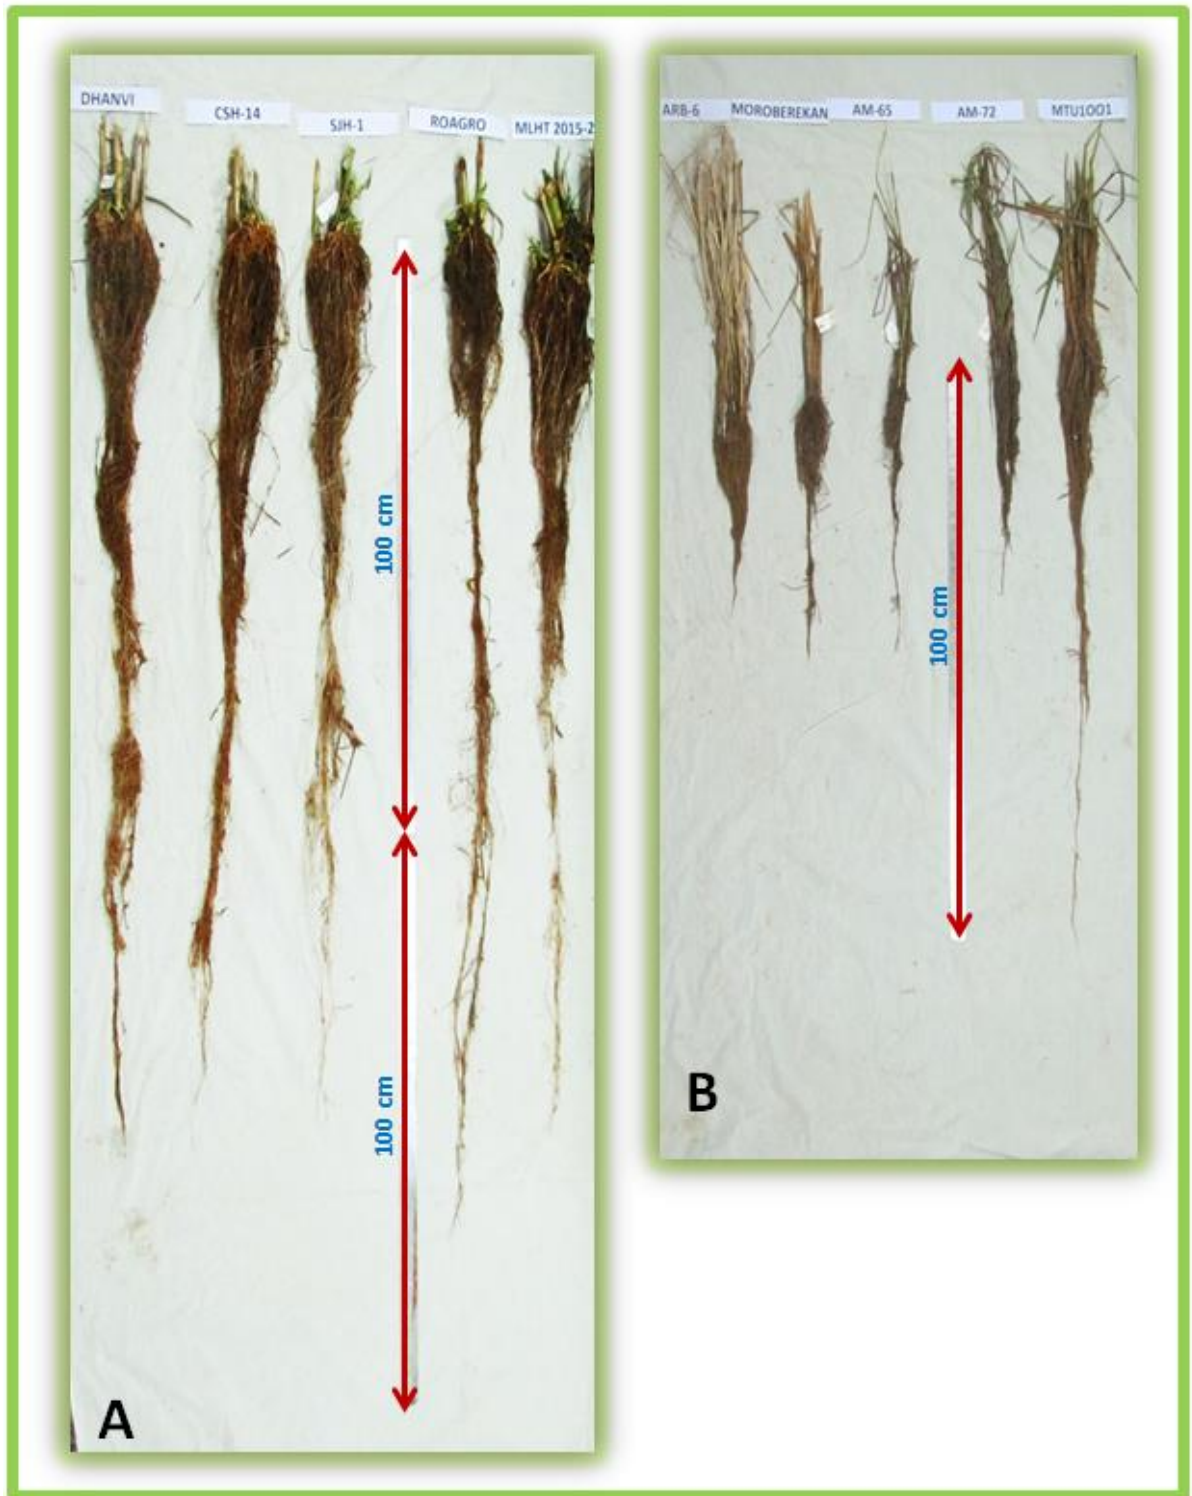 DHANVI
CSH-14
SJH-1
ROAGRO
MLHT 2015-2
100 cm
100 cm
A
ARB-6
MOROBEREKAN
AM-65
AM-72
MTU1001
100 cm
B